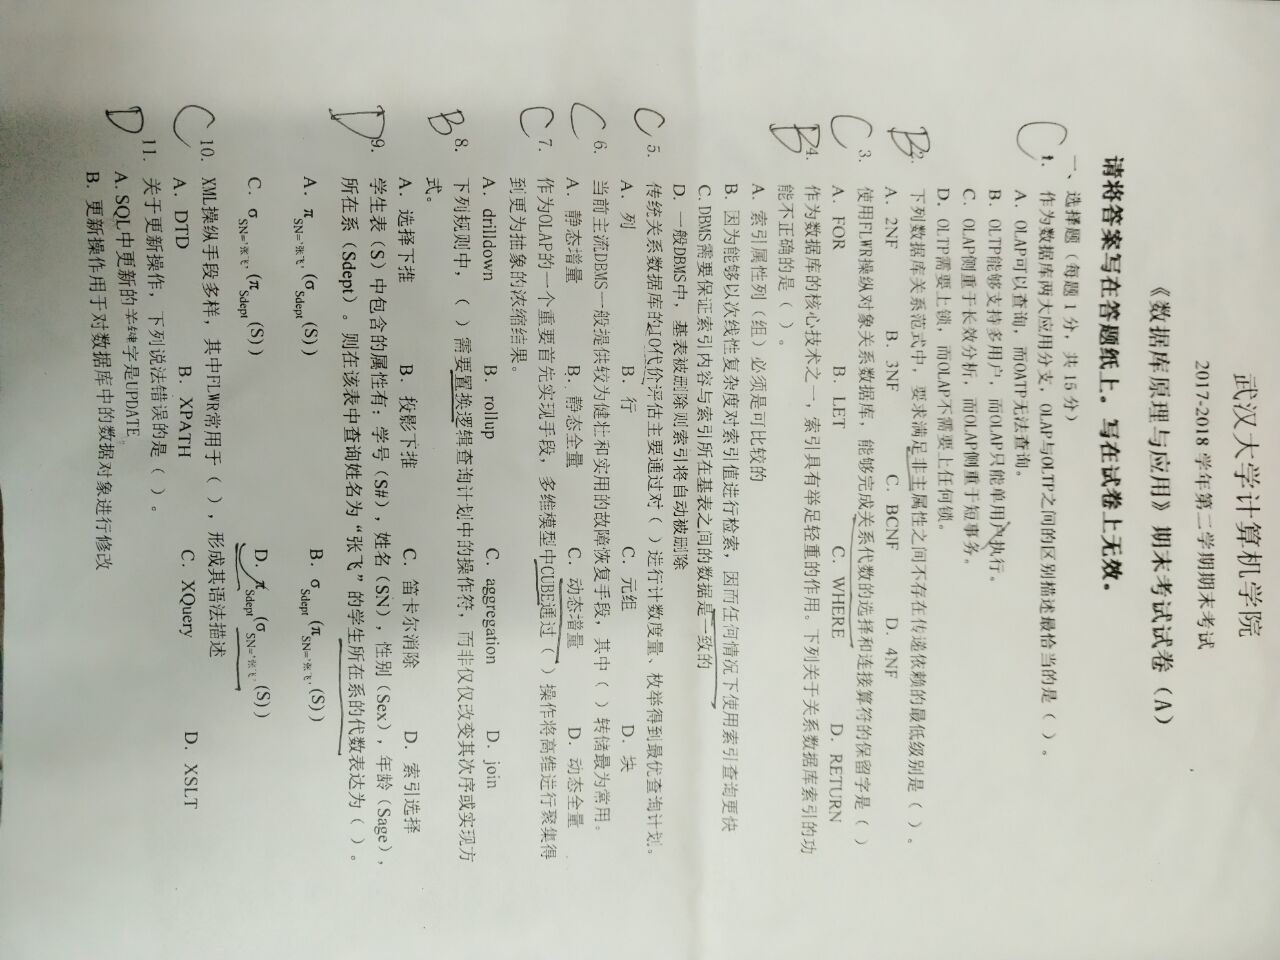 武汉大学计算机学院
2017-2018 学年第二学期期末考试
《数据库原理与应用》期末考试试卷（A）
请将答案写在答题纸上。写在试卷上无效。
一、选择题（每题 1 分，共 15 分）
C 1. 作为数据库两大应用分支，OLAP与OLTP之间的区别描述最恰当的是（ ）。
A. OLAP可以查询，而OATP无法查询。
B. OLTP能够支持多用户，而OLAP只能单用户执行。
C. OLAP侧重于长效分析，而OLAP侧重于短事务。
D. OLTP需要上锁，而OLAP不需要上任何锁。
B 2. 下列数据库关系范式中，要求满足非主属性之间不存在传递依赖的最低级别是（ ）。
A. 2NF B. 3NF C. BCNF D. 4NF
C 3. 使用FLWR操纵对象关系数据库，能够完成关系代数的选择和连接算符的保留字是（ ）
A. FOR B. LET C. WHERE D. RETURN
B 4. 作为数据库的核心技术之一，索引具有举足轻重的作用。下列关于关系数据库索引的功
能不正确的是（ ）。
A. 索引属性列（组）必须是可比较的
B. 因为能够以次线性复杂度对索引值进行检索，因而任何情况下使用索引查询更快
C. DBMS需要保证索引内容与索引所在基表之间的数据是一致的
D. 一般DBMS中，基表被删除则索引将自动被删除
C 5. 传统关系数据库的IO代价评估主要通过对（ ）进行计数度量、枚举得到最优查询计划。
A. 列 B. 行 C. 元组 D. 块
C 6. 当前主流DBMS一般提供较为健壮和实用的故障恢复手段，其中（ ）转储最为常用。
A. 静态增量 B. 静态全量 C. 动态增量 D. 动态全量
C 7. 作为OLAP的一个重要首先实现手段，多维模型中CUBE通过（ ）操作将高维进行聚集得
到更为抽象的浓缩结果。
A. drilldown B. rollup C. aggregation D. join
B 8. 下列规则中，（ ）需要置换逻辑查询计划中的操作符，而非仅仅改变其次序或实现方
式。
A. 选择下推 B. 投影下推 C. 笛卡尔消除 D. 索引选择
D 9. 学生表（S）中包含的属性有：学号（S#），姓名（SN），性别（Sex），年龄（Sage），
所在系（Sdept）。则在该表中查询姓名为“张飞”的学生所在系的代数表达为（ ）。
A. π SN='张飞' (σ Sdept (S)) B. σ Sdept (π SN='张飞' (S))
C. σ SN='张飞' (π Sdept (S)) D. π Sdept (σ SN='张飞' (S))
C 10. XML操纵手段多样，其中FLWR常用于（ ），形成其语法描述
A. DTD B. XPATH C. XQuery D. XSLT
D 11. 关于更新操作，下列说法错误的是（ ）。
A. SQL中更新的关键字是UPDATE。
B. 更新操作用于对数据库中的数据对象进行修改